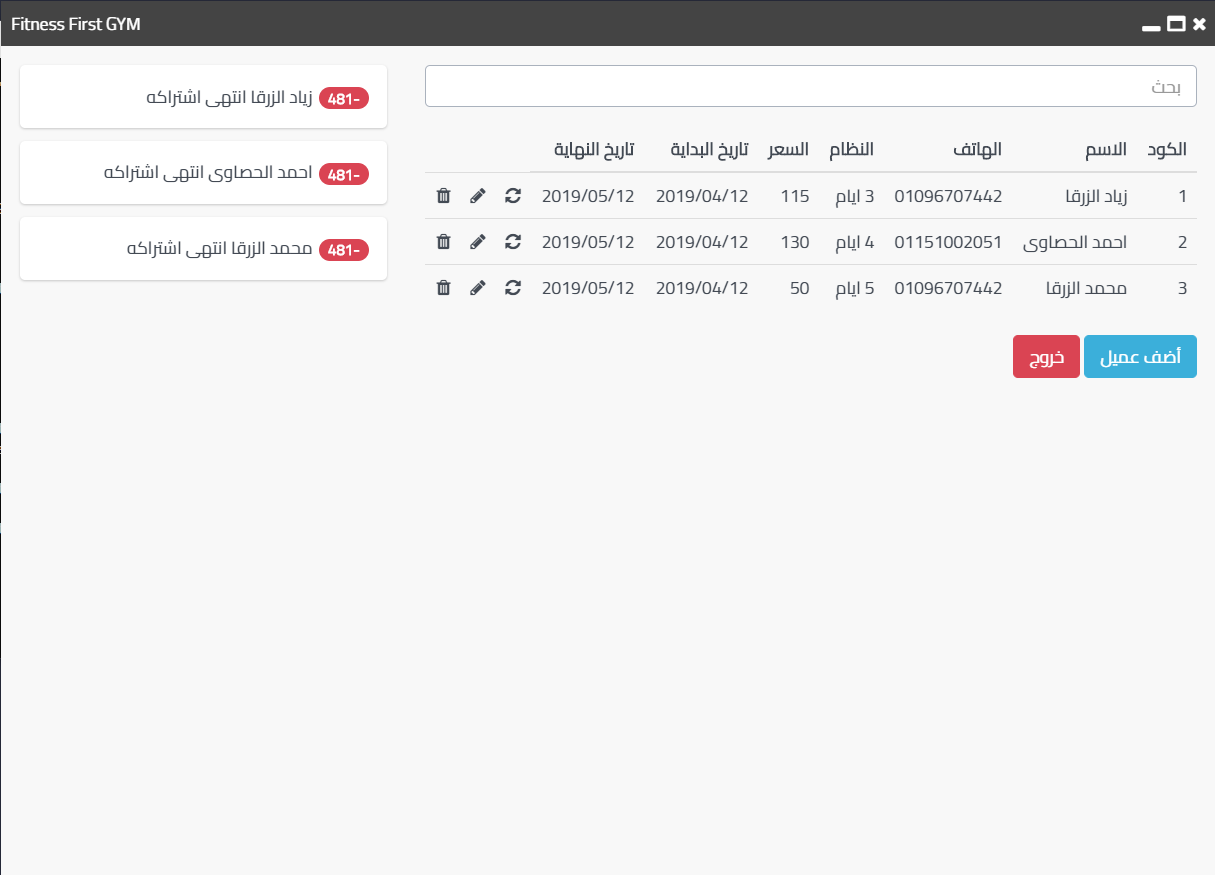 Fitness First GYM
بحث
الكود الاسم الهاتف النظام السعر تاريخ البداية تاريخ النهاية
1 زياد الزرقا 01096707442 3 ايام 115 2019/04/12 2019/05/12
2 احمد الحصاوى 01151002051 4 ايام 130 2019/04/12 2019/05/12
3 محمد الزرقا 01096707442 5 ايام 50 2019/04/12 2019/05/12
أضف عميل خروج
481- زياد الزرقا انتهى اشتراكه
481- احمد الحصاوى انتهى اشتراكه
481- محمد الزرقا انتهى اشتراكه